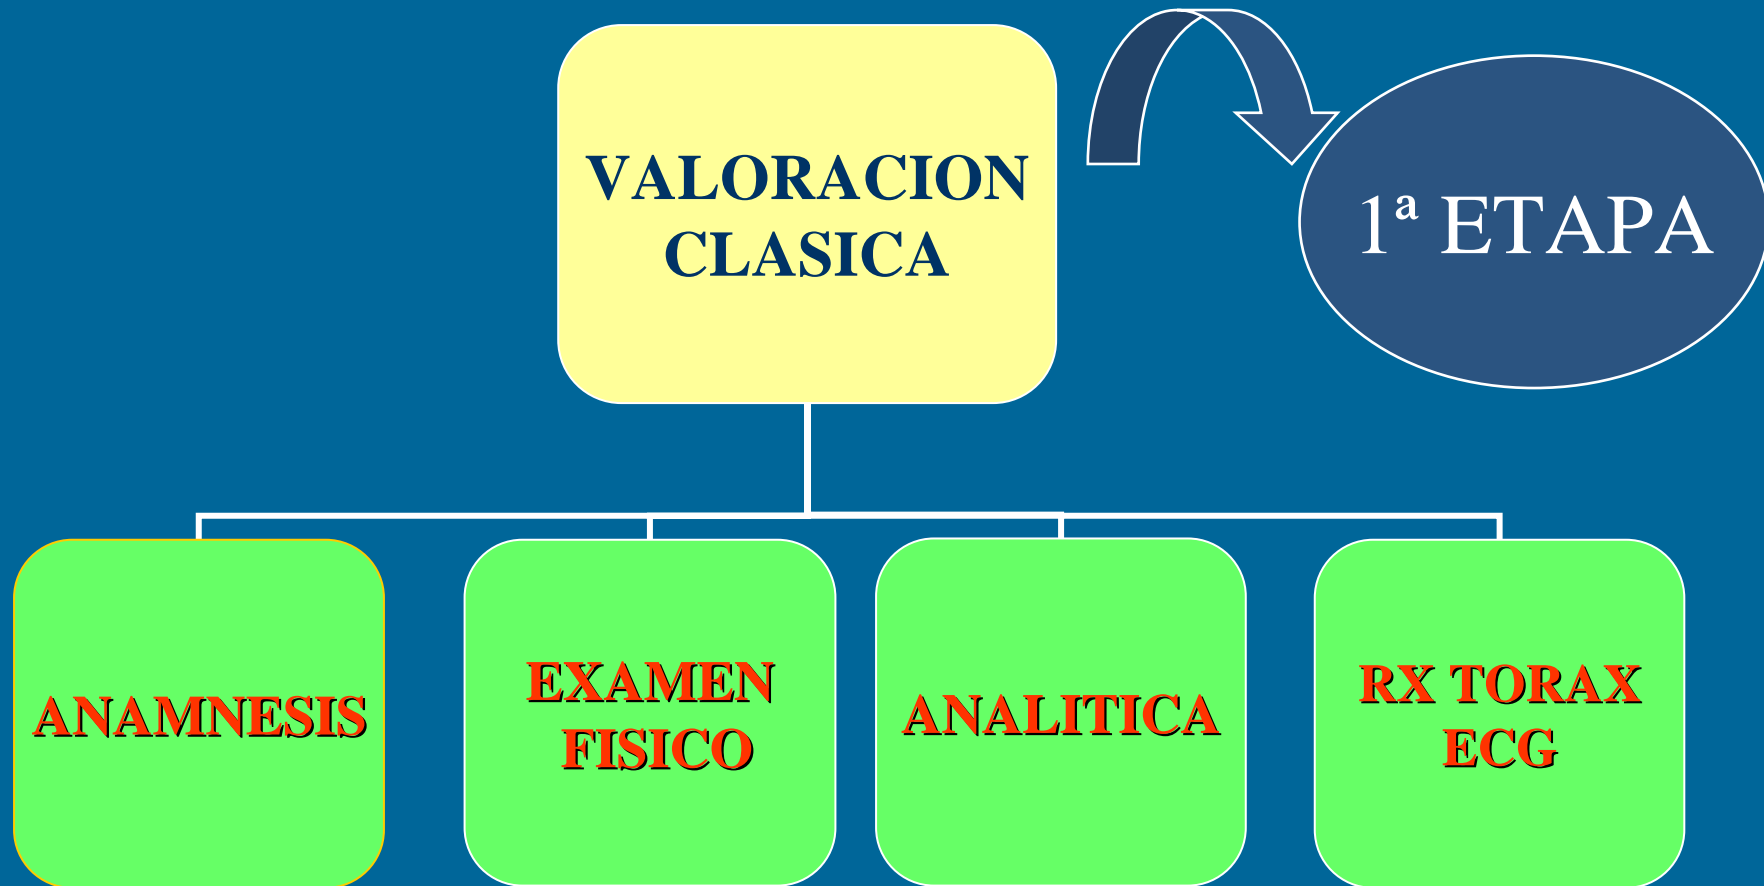 VALORACION
CLASICA
1ª ETAPA
ANAMNESIS
EXAMEN
FISICO
ANALITICA
RX TORAX
ECG